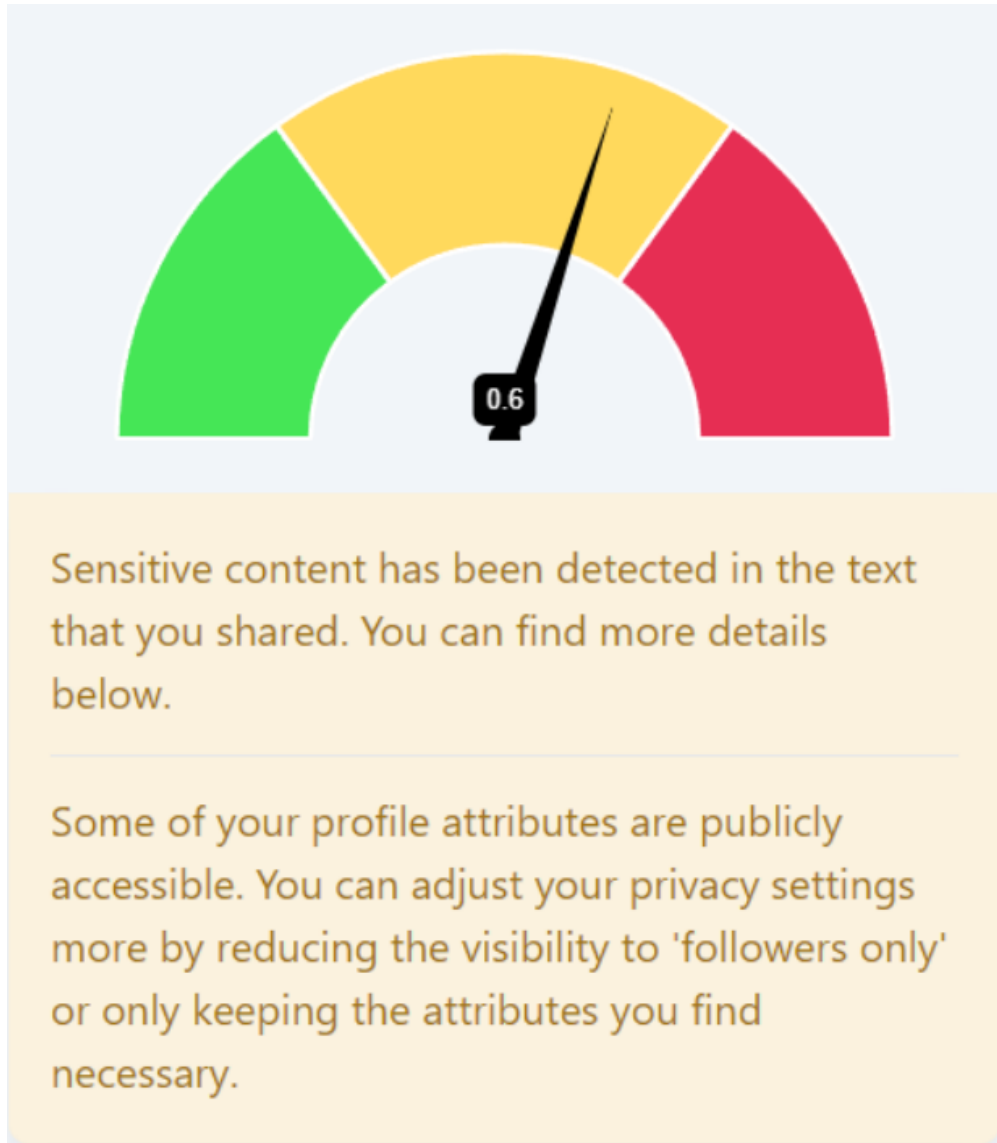 0.6
Sensitive content has been detected in the text
that you shared. You can find more details
below.
Some of your profile attributes are publicly
accessible. You can adjust your privacy settings
more by reducing the visibility to 'followers only'
or only keeping the attributes you find
necessary.